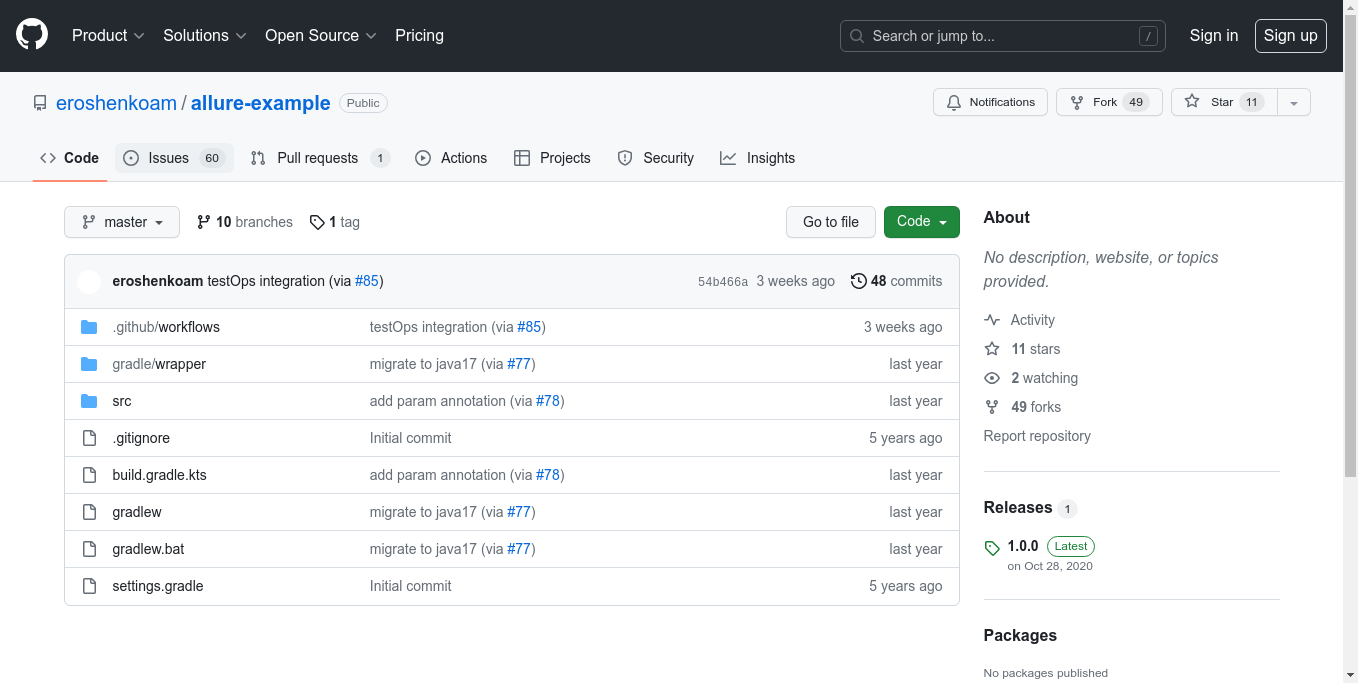 Product Solutions Open Source Pricing Search or jump to... / Sign in Sign up
eroshenkoam / allure-example Public Notifications Fork 49 Star 11
Code Issues 60 Pull requests 1 Actions Projects Security Insights
master 10 branches 1 tag Go to file Code
eroshenkoam testOps integration (via #85) 54b466a 3 weeks ago 48 commits
.github/workflows testOps integration (via #85) 3 weeks ago
gradle/wrapper migrate to java17 (via #77) last year
src add param annotation (via #78) last year
.gitignore Initial commit 5 years ago
build.gradle.kts add param annotation (via #78) last year
gradlew migrate to java17 (via #77) last year
gradlew.bat migrate to java17 (via #77) last year
settings.gradle Initial commit 5 years ago
About
No description, website, or topics
provided.
Activity
11 stars
2 watching
49 forks
Report repository
Releases 1
1.0.0 Latest
on Oct 28, 2020
Packages
No packages published